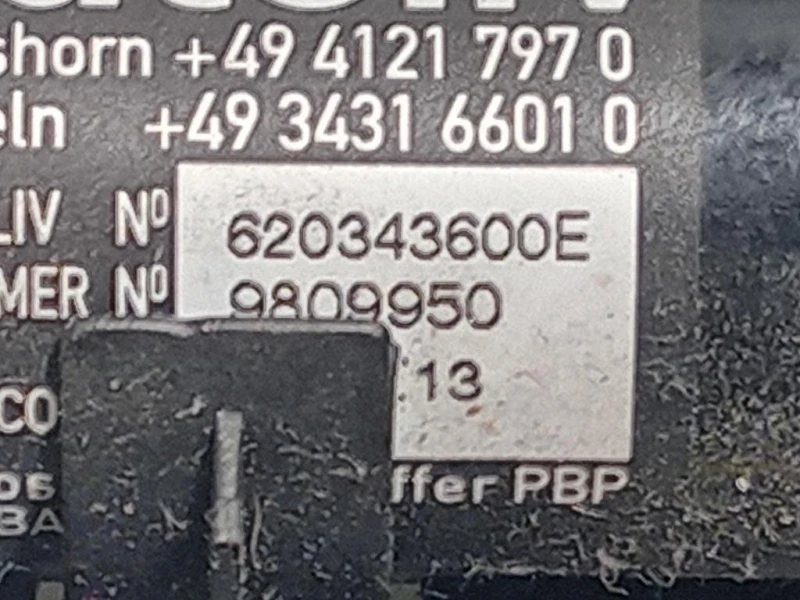 shorn +49 4121 797 0
eln +49 3431 6601 0
LIV Nº 620343600E
MER Nº 9809950
CO :13
ffer PBP
BA